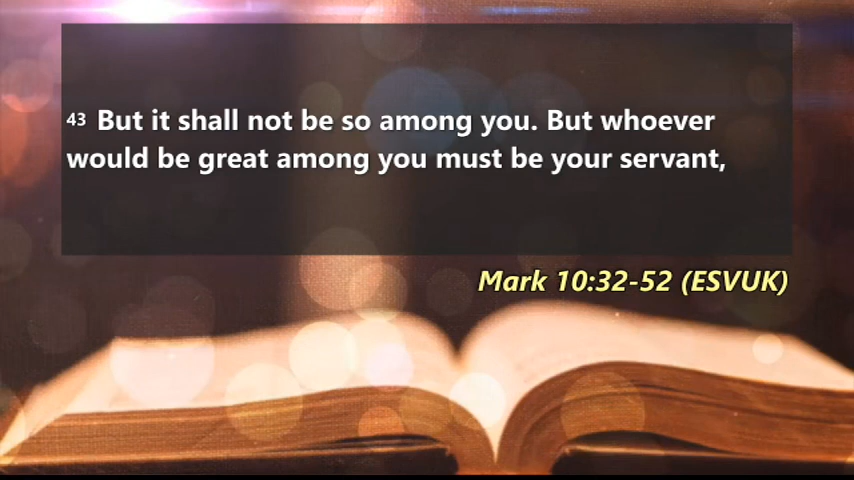 43 But it shall not be so among you. But whoever
would be great among you must be your servant,
Mark 10:32-52 (ESVUK)